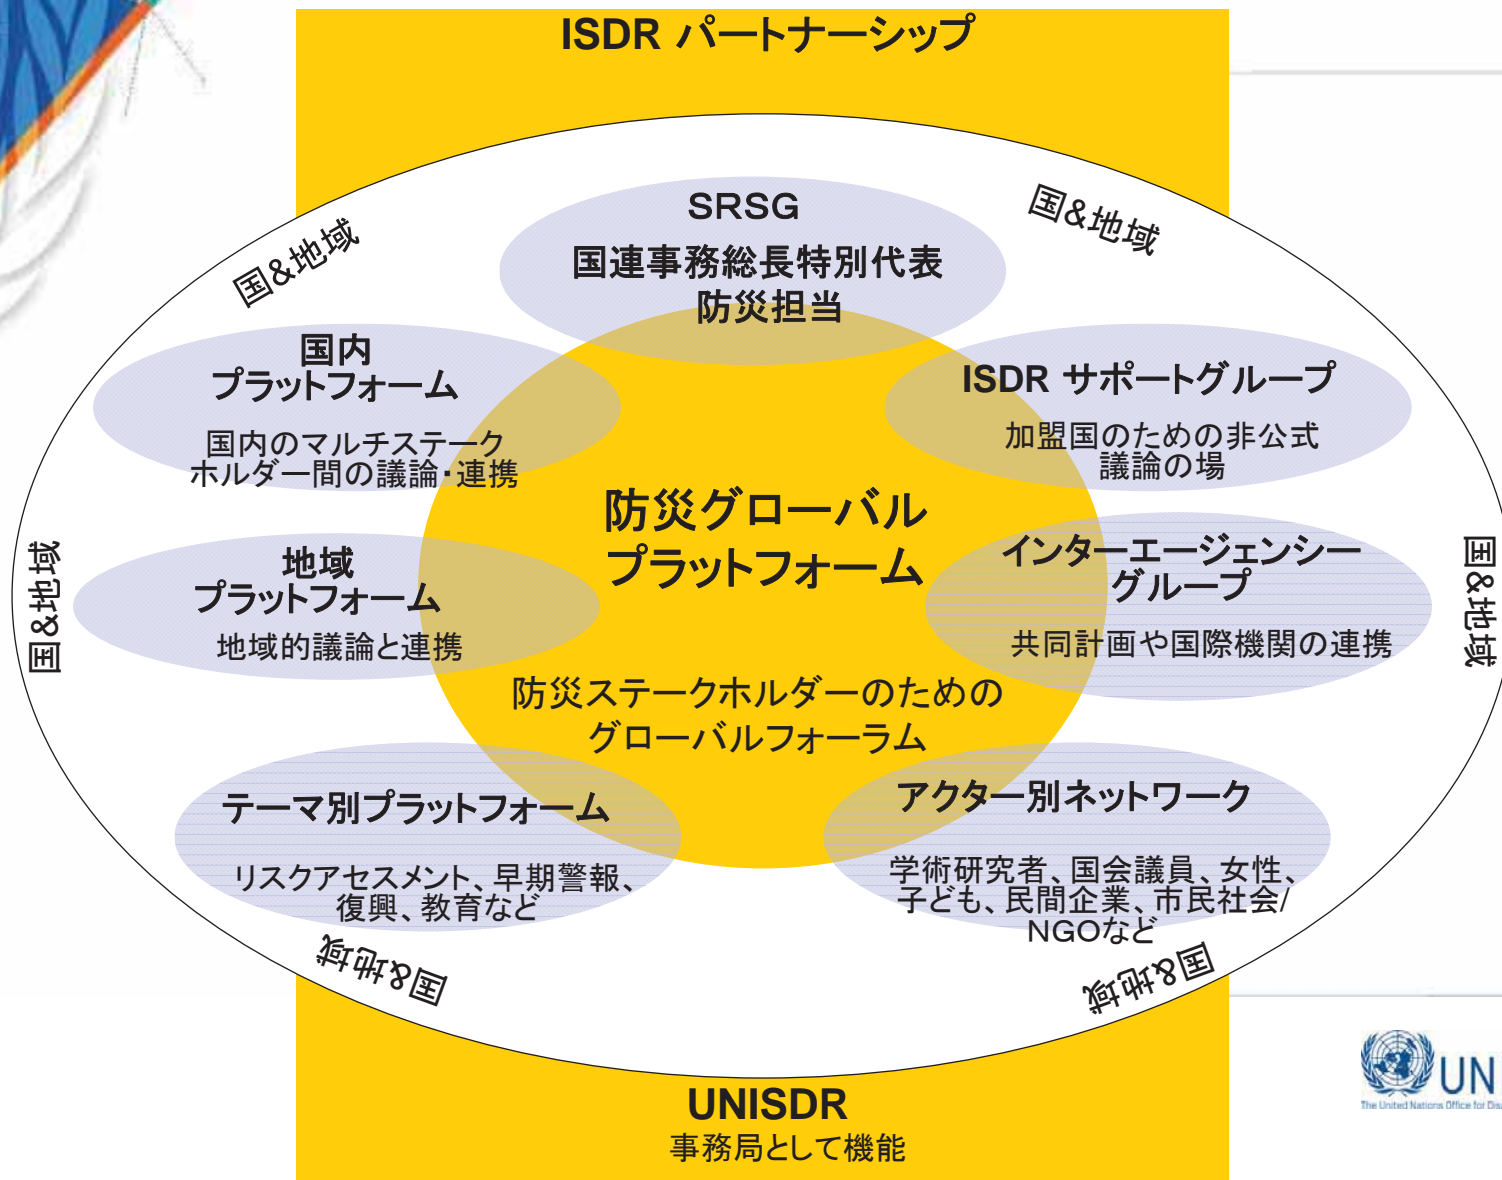 ISDR パートナーシップ
国&地域
国&地域
SRSG
国連事務総長特別代表
防災担当
国内
プラットフォーム
国内のマルチステーク
ホルダー間の議論・連携
ISDR サポートグループ
加盟国のための非公式
議論の場
防災グローバル
プラットフォーム
防災ステークホルダーのための
グローバルフォーラム
国&地域
地域
プラットフォーム
地域的議論と連携
インターエージェンシー
グループ
共同計画や国際機関の連携
国&地域
テーマ別プラットフォーム
リスクアセスメント、早期警報、
復興、教育など
アクター別ネットワーク
学術研究者、国会議員、女性、
子ども、民間企業、市民社会/
NGOなど
国&地域
国&地域
UNISDR
事務局として機能
UN
The United Nations Office for Dis